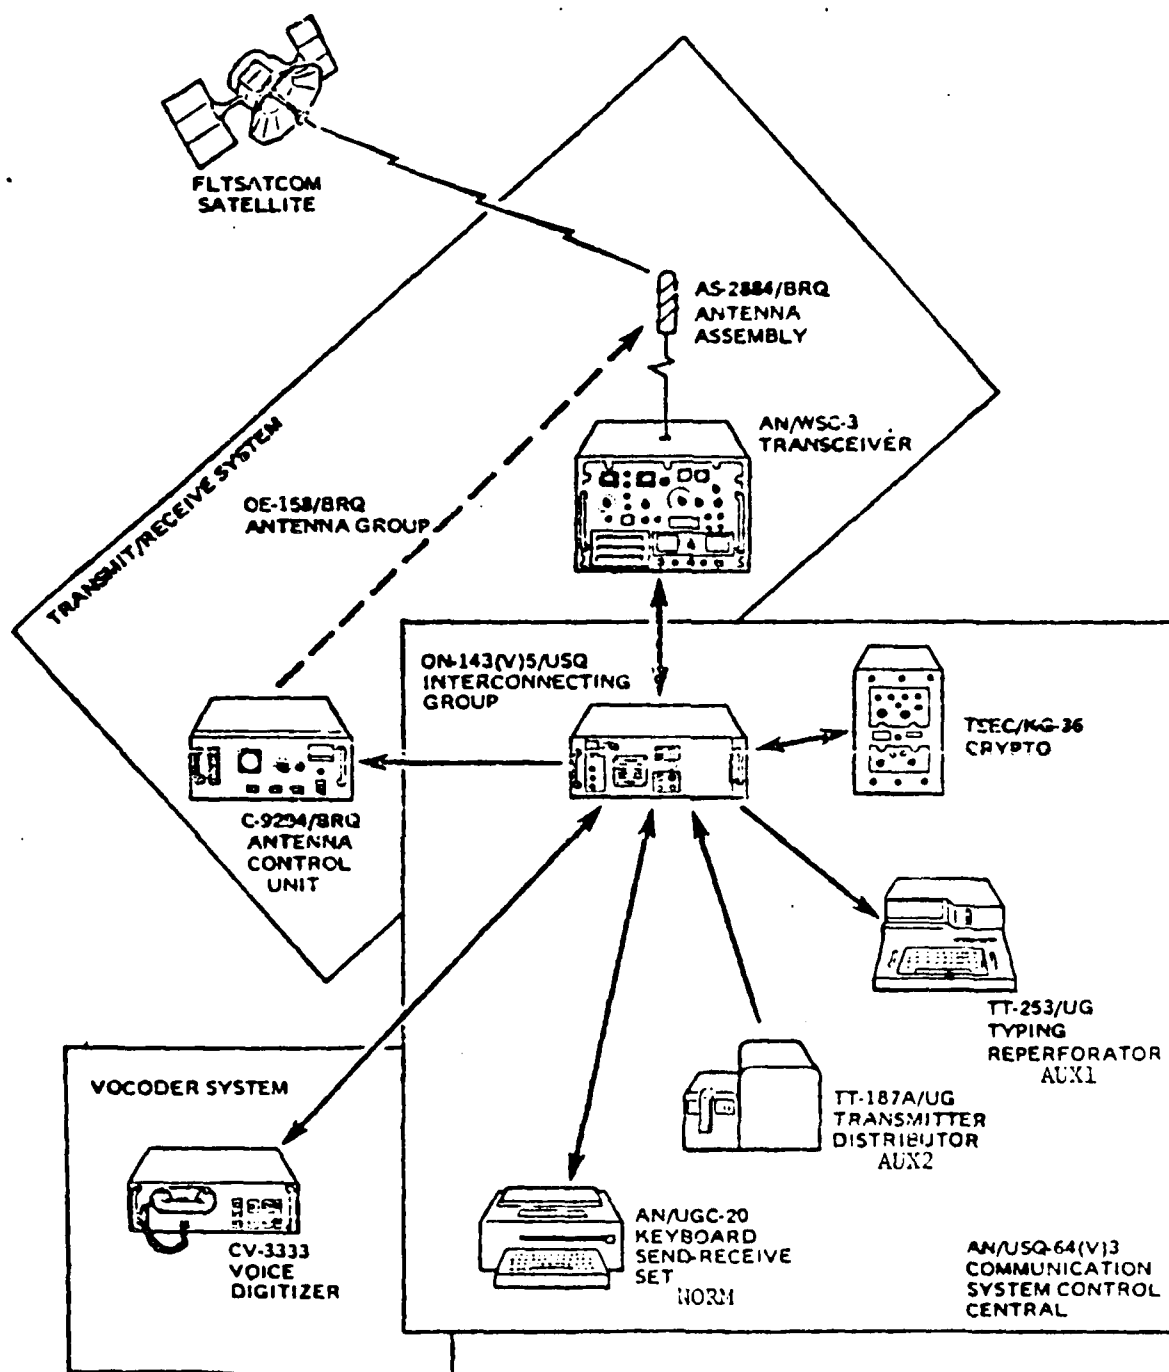 FLTSATCOM
SATELLITE
AS-2884/BRQ
ANTENNA
ASSEMBLY
AN/WSC-3
TRANSCEIVER
TRANSMIT/RECEIVE SYSTEM
OE-158/BRQ
ANTENNA GROUP
ON-143(V)5/USQ
INTERCONNECTING
GROUP
TSEC/KG-36
CRYPTO
C-9294/BRQ
ANTENNA
CONTROL
UNIT
TT-253/UG
TYPING
REPERFORATOR
AUX1
VOCODER SYSTEM
TT-187A/UG
TRANSMITTER
DISTRIBUTOR
AUX2
CV-3333
VOICE
DIGITIZER
AN/UGC-20
KEYBOARD
SEND-RECEIVE
SET
NORM
AN/USQ-64(V)3
COMMUNICATION
SYSTEM CONTROL
CENTRAL